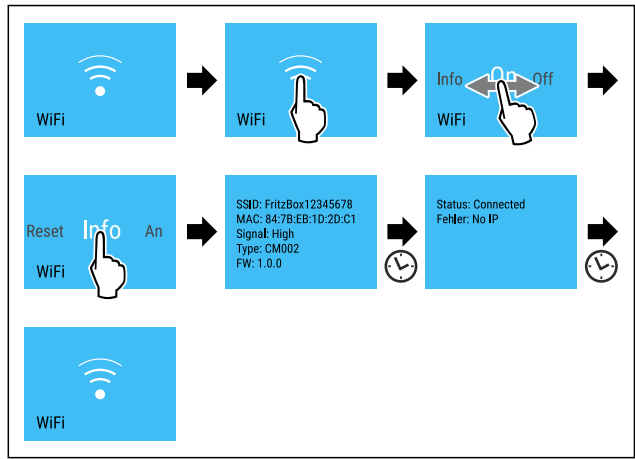 WiFi
WiFi
Info On Off
WiFi
Reset Info An
WiFi
SSID: FritzBox12345678
MAC: 84:7B:EB:1D:2D:C1
Signal: High
Type: CM002
FW: 1.0.0
Status: Connected
Fehler: No IP
WiFi